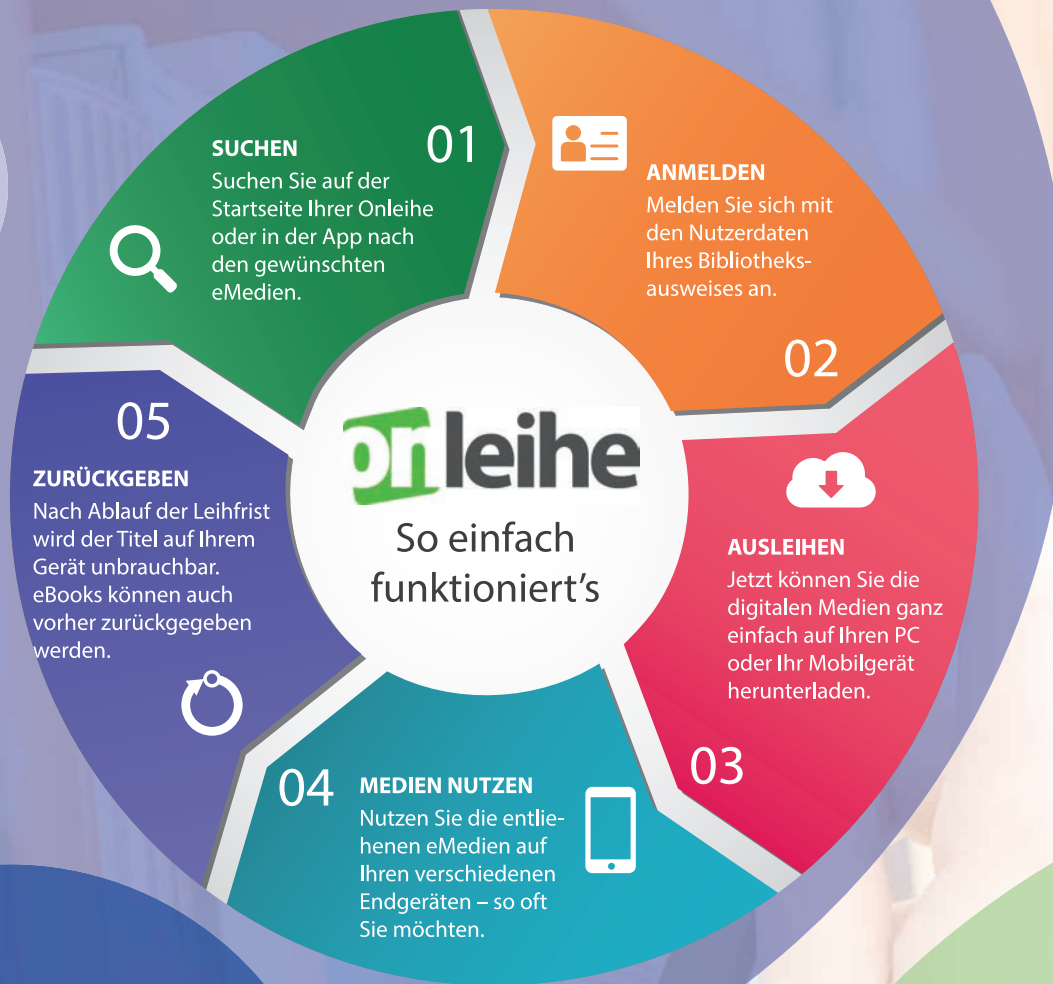 01
SUCHEN
Suchen Sie auf der
Startseite Ihrer Onleihe
oder in der App nach
den gewünschten
eMedien.
ANMELDEN
Melden Sie sich mit
den Nutzerdaten
Ihres Bibliotheks-
ausweises an.
02
AUSLEIHEN
Jetzt können Sie die
digitalen Medien ganz
einfach auf Ihren PC
oder Ihr Mobilgerät
herunterladen.
03
04
MEDIEN NUTZEN
Nutzen Sie die entlie-
henen eMedien auf
Ihren verschiedenen
Endgeräten – so oft
Sie möchten.
05
ZURÜCKGEBEN
Nach Ablauf der Leihfrist
wird der Titel auf Ihrem
Gerät unbrauchbar.
eBooks können auch
vorher zurückgegeben
werden.
onleihe
So einfach
funktioniert's